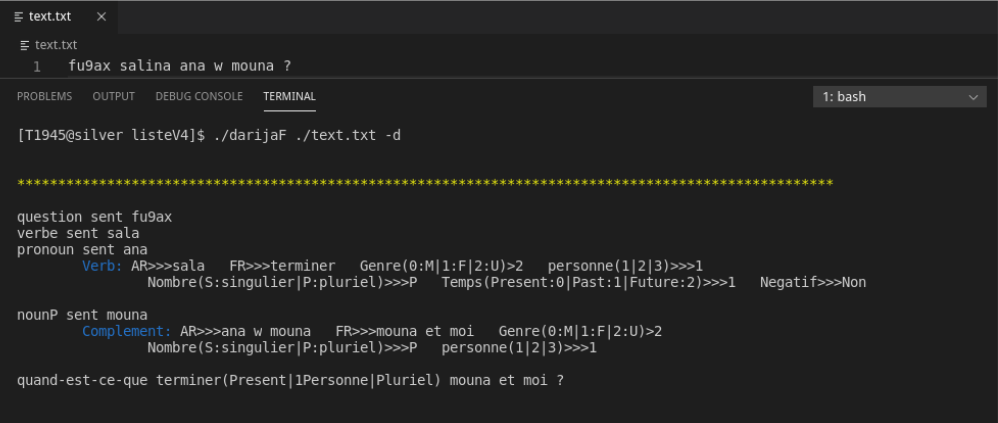 text.txt
text.txt
1 fu9ax salina ana w mouna ?
PROBLEMS OUTPUT DEBUG CONSOLE TERMINAL 1: bash
[T1945@silver listeV4]$ ./darijaF ./text.txt -d
****************************************************************************************************
question sent fu9ax
verbe sent sala
pronoun sent ana
Verb: AR>>>sala FR>>>terminer Genre(0:M|1:F|2:U)>2 personne(1|2|3)>>>1
Nombre(S:singulier|P:pluriel)>>>P Temps(Present:0|Past:1|Future:2)>>>1 Negatif>>>Non
nounP sent mouna
Complement: AR>>>ana w mouna FR>>>mouna et moi Genre(0:M|1:F|2:U)>2
Nombre(S:singulier|P:pluriel)>>>P personne(1|2|3)>>>1
quand-est-ce-que terminer(Present|1Personne|Pluriel) mouna et moi ?